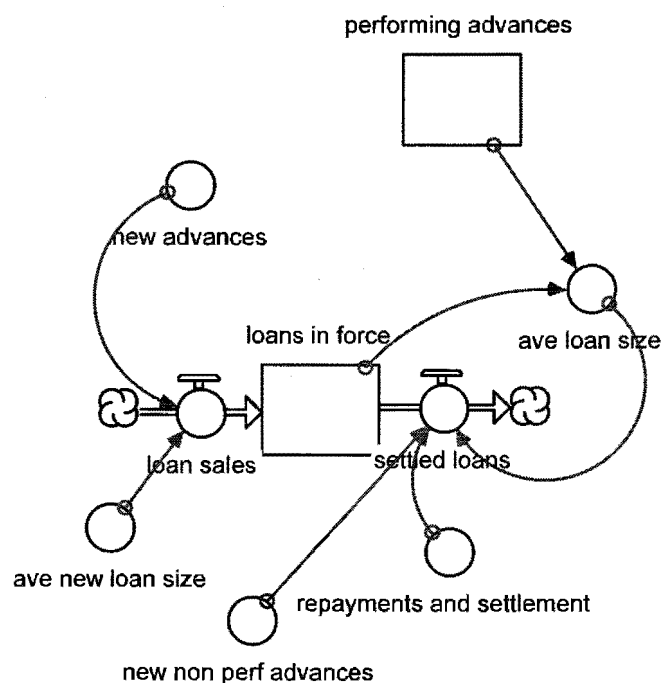 performing advances
new advances
loans in force
ave loan size
loan sales
settled loans
ave new loan size
repayments and settlement
new non perf advances